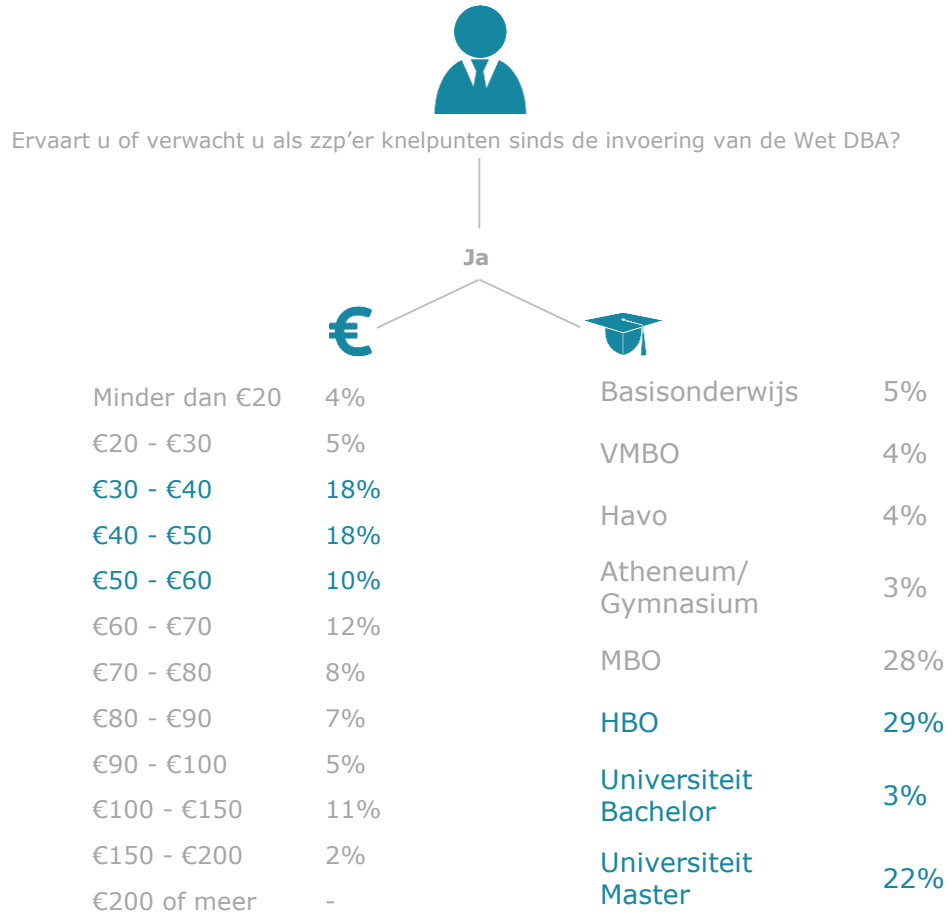 Ervaart u of verwacht u als zzp'er knelpunten sinds de invoering van de Wet DBA?
Ja
€
Minder dan €20 4%
€20 - €30 5%
€30 - €40 18%
€40 - €50 18%
€50 - €60 10%
€60 - €70 12%
€70 - €80 8%
€80 - €90 7%
€90 - €100 5%
€100 - €150 11%
€150 - €200 2%
€200 of meer -
Basisonderwijs 5%
VMBO 4%
Havo 4%
Atheneum/
Gymnasium 3%
MBO 28%
HBO 29%
Universiteit
Bachelor 3%
Universiteit
Master 22%